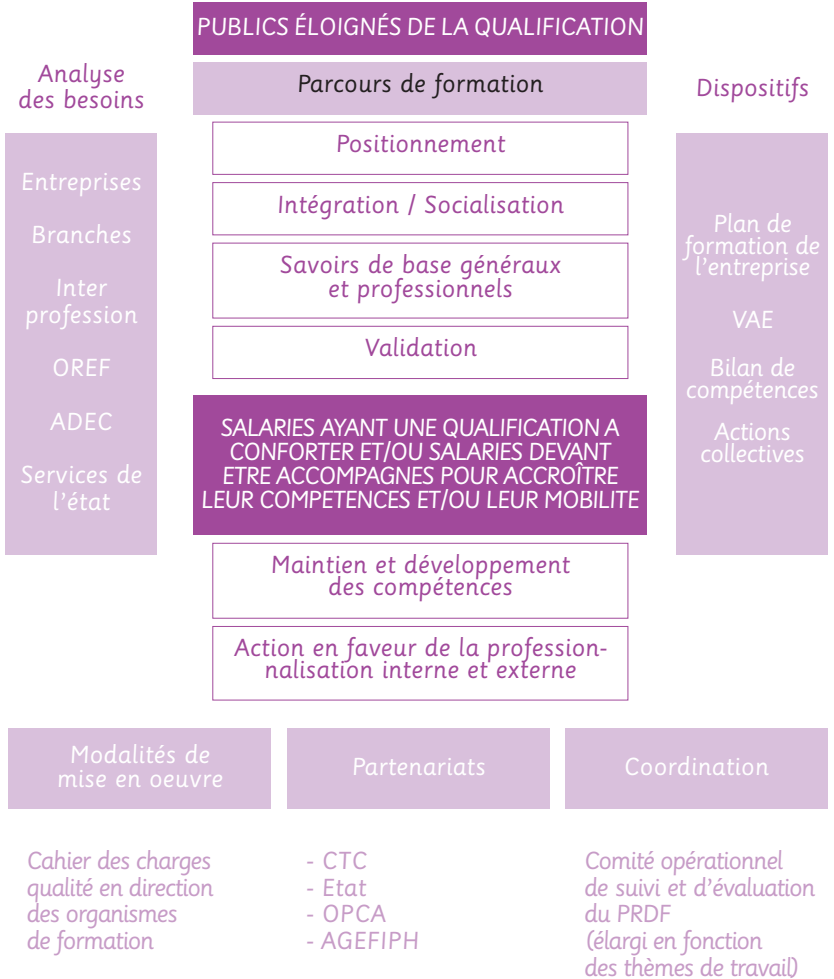 PUBLICS ÉLOIGNÉS DE LA QUALIFICATION
Analyse
des besoins
Parcours de formation
Dispositifs
Entreprises
Branches
Inter
profession
OREF
ADEC
Services de
l'état
Positionnement
Intégration / Socialisation
Savoirs de base généraux
et professionnels
Validation
SALARIES AYANT UNE QUALIFICATION A
CONFORTER ET/OU SALARIES DEVANT
ETRE ACCOMPAGNES POUR ACCROÎTRE
LEUR COMPETENCES ET/OU LEUR MOBILITE
Maintien et développement
des compétences
Action en faveur de la profession-
nalisation interne et externe
Plan de
formation de
l'entreprise
VAE
Bilan de
compétences
Actions
collectives
Modalités de
mise en oeuvre
Cahier des charges
qualité en direction
des organismes
de formation
Partenariats
- CTC
- Etat
- OPCA
- AGEFIPH
Coordination
Comité opérationnel
de suivi et d'évaluation
du PRDF
(élargi en fonction
des thèmes de travail)